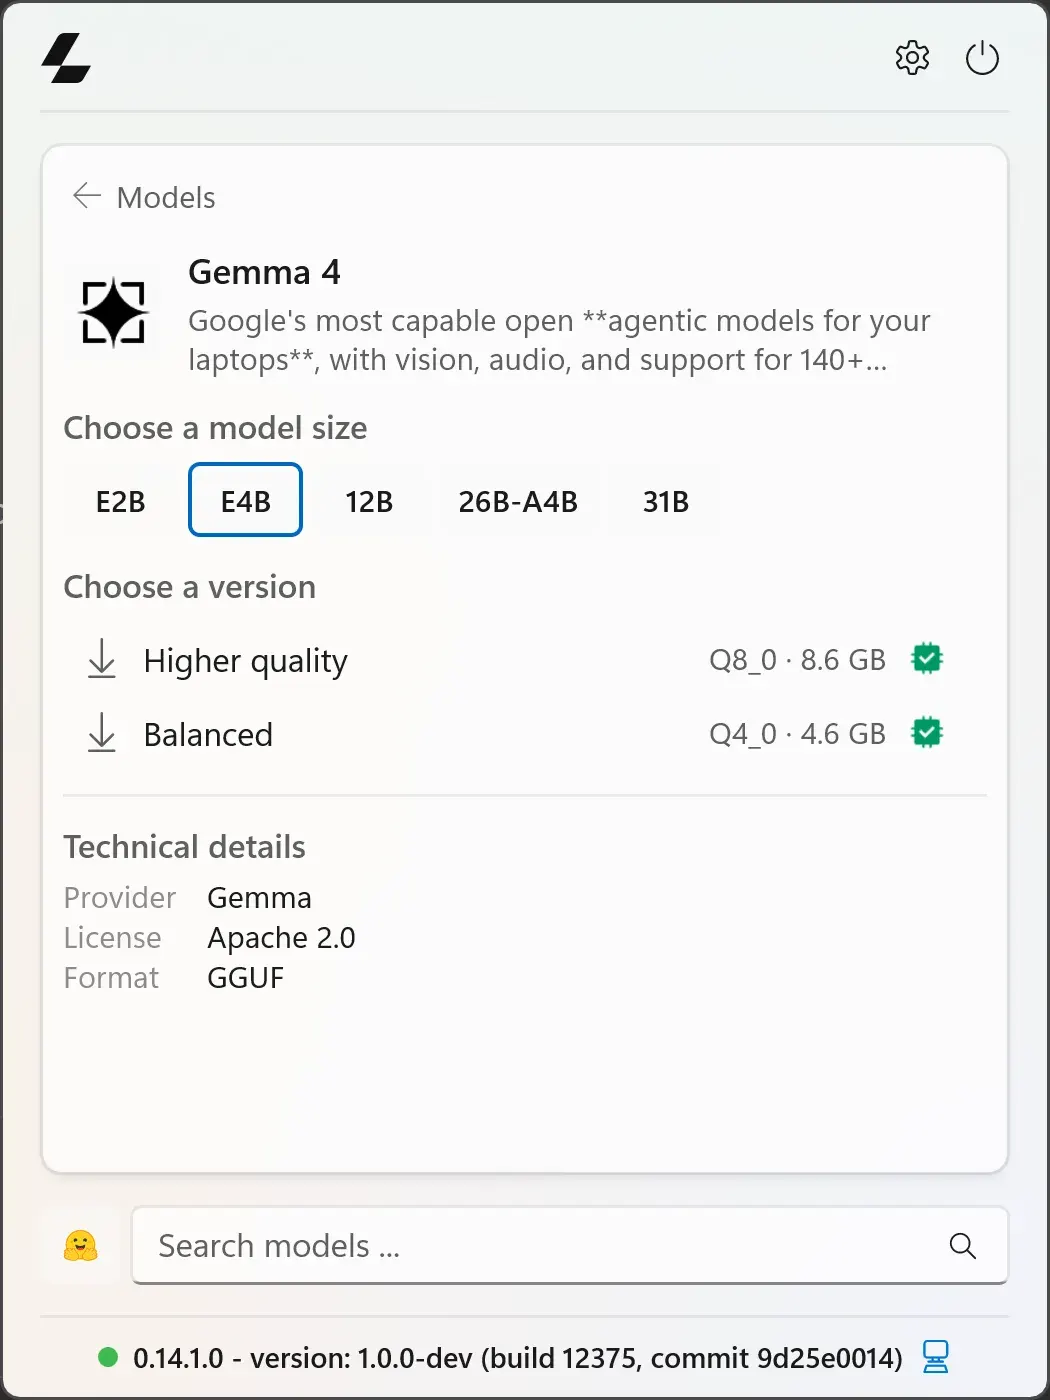 Models
Gemma 4
Google's most capable open **agentic models for your
laptops**, with vision, audio, and support for 140+...
Choose a model size
E2B E4B 12B 26B-A4B 31B
Choose a version
Higher quality Q8_0 · 8.6 GB
Balanced Q4_0 · 4.6 GB
Technical details
Provider Gemma
License Apache 2.0
Format GGUF
Search models ...
0.14.1.0 - version: 1.0.0-dev (build 12375, commit 9d25e0014)